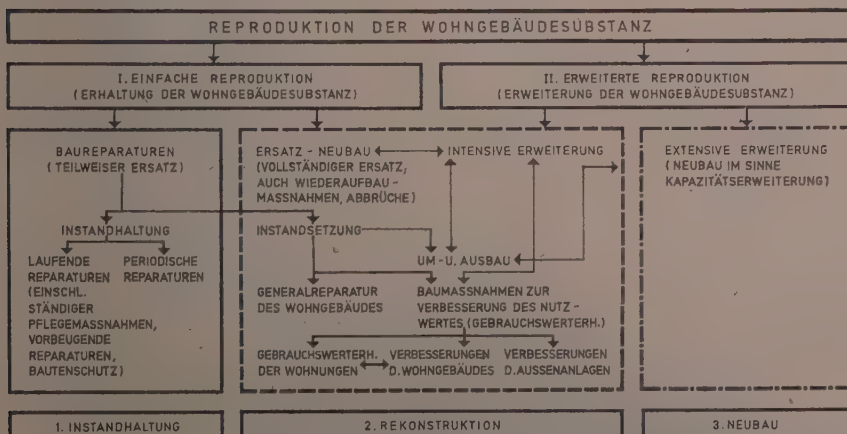 REPRODUKTION DER WOHNGEBÄUDESUBSTANZ
I. EINFACHE REPRODUKTION
(ERHALTUNG DER WOHNGEBÄUDESUBSTANZ)
II. ERWEITERTE REPRODUKTION
(ERWEITERUNG DER WOHNGEBÄUDESUBSTANZ)
BAUREPARATUREN
(TEILWEISER ERSATZ)
INSTANDHALTUNG
LAUFENDE
REPARATUREN
(EINSCHL.
STÄNDIGER
PFLEGEMASSNAHMEN,
VORBEUGENDE
REPARATUREN,
BAUTENSCHUTZ)
PERIODISCHE
REPARATUREN
ERSATZ - NEUBAU
(VOLLSTÄNDIGER ERSATZ,
AUCH WIEDERAUFBAU -
MASSNAHMEN, ABBRÜCHE)
INTENSIVE ERWEITERUNG
INSTANDSETZUNG
UM - U. AUSBAU
GENERALREPARATUR
DES WOHNGEBÄUDES
BAUMASSNAHMEN ZUR
VERBESSERUNG DES NUTZ -
WERTES (GEBRAUCHSWERTERH.)
GEBRAUCHSWERTERH.
DER WOHNUNGEN
VERBESSERUNGEN
D. WOHNGEBÄUDES
VERBESSERUNGEN
D. AUSSENANLAGEN
EXTENSIVE ERWEITERUNG
(NEUBAU IM SINNE
KAPAZITÄTSERWEITERUNG)
1. INSTANDHALTUNG
2. REKONSTRUKTION
3. NEUBAU